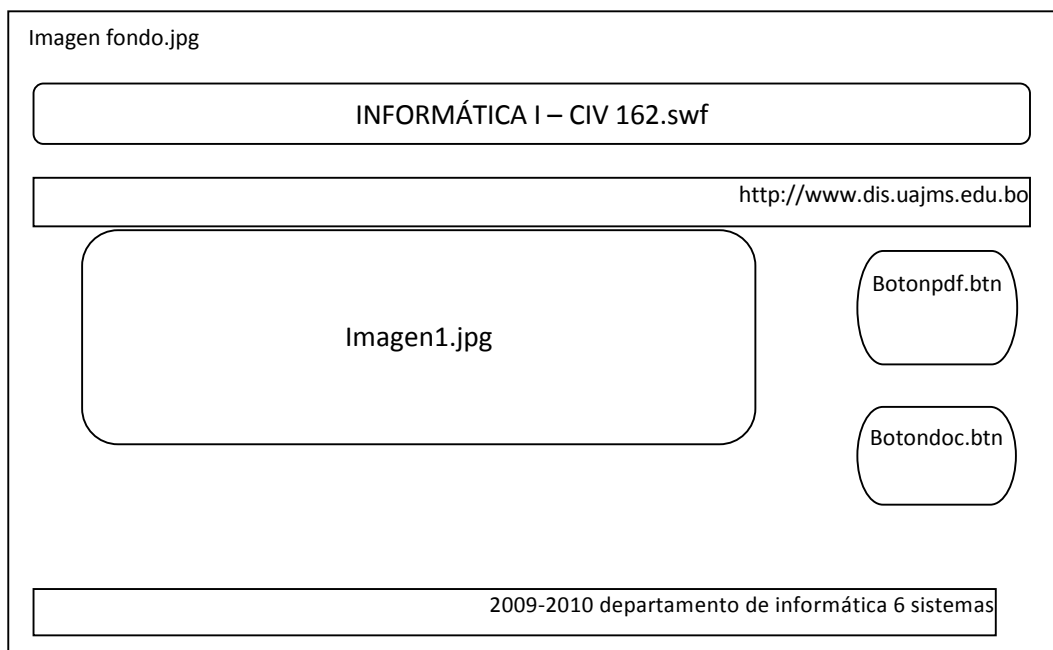 Imagen fondo.jpg
INFORMÁTICA I – CIV 162.swf
http://www.dis.uajms.edu.bo
Botonpdf.btn
Imagen1.jpg
Botondoc.btn
2009-2010 departamento de informática 6 sistemas